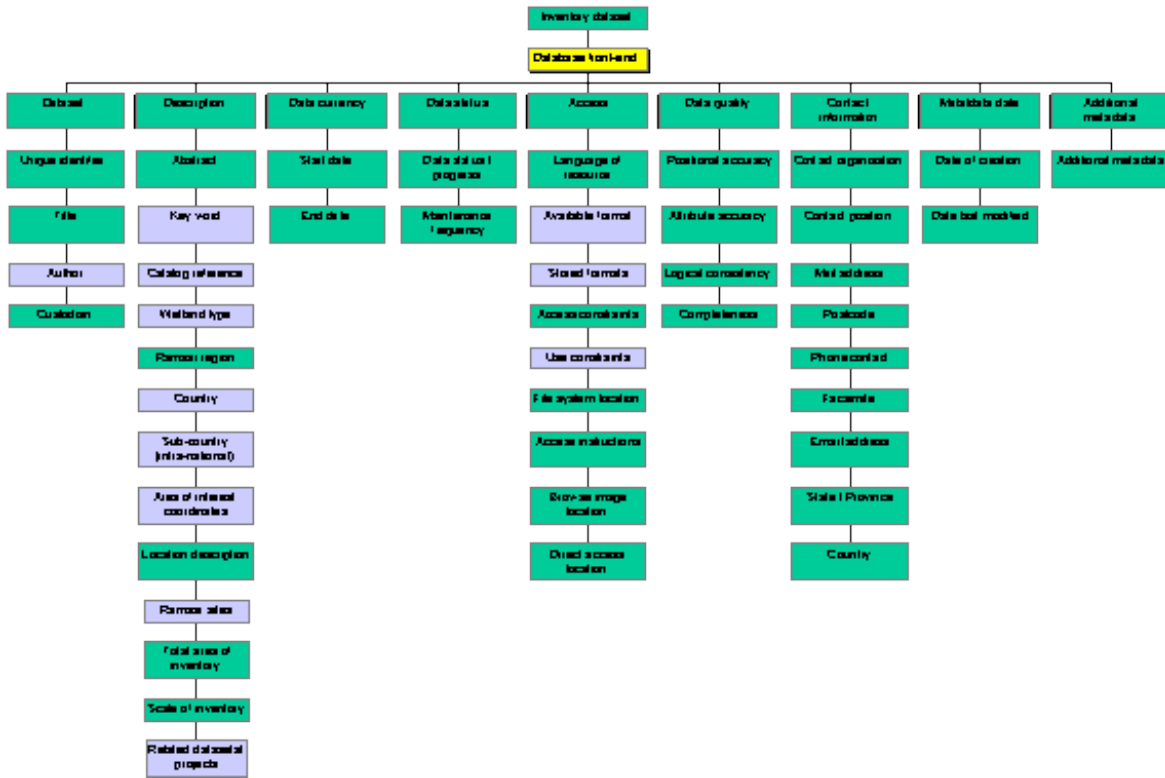 Inventory dataset
Database front-end
Dataset
Description
Data currency
Data status
Access
Data quality
Contact
information
Metadata date
Additional
metadata
Unique identifier
Abstract
Start date
Data status /
progress
Language of
resource
Positional accuracy
Contact organisation
Date of creation
Additional metadata
Title
Key word
End date
Maintenance
frequency
Available format
Attribute accuracy
Contact position
Date last modified
Author
Catalog reference
Stored formats
Logical consistency
Mail address
Custodian
Wetland type
Access constraints
Completeness
Postcode
Ramsar region
Use constraints
Phone contact
Country
File system location
Facsimile
Sub-country
(intra-national)
Access instructions
Email address
Area of interest
coordinates
Browse image
location
State / Province
Location description
Direct access
location
Country
Ramsar sites
Total area of
inventory
Scale of inventory
Related datasets/
projects